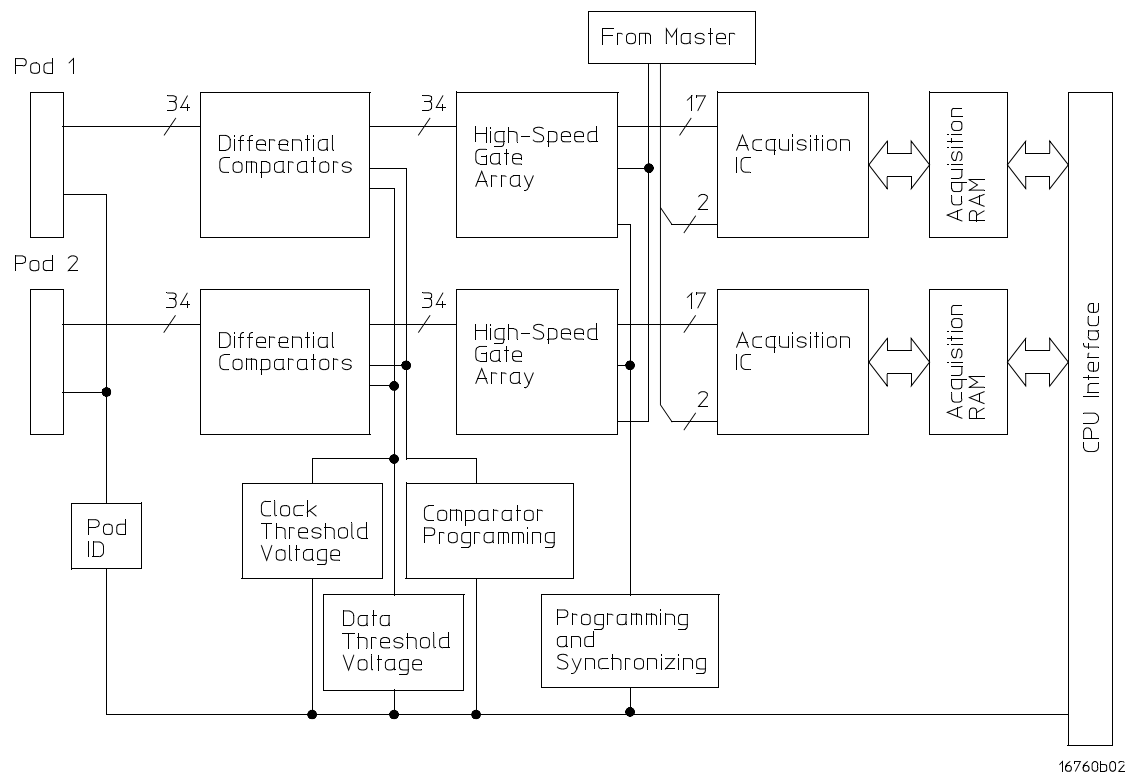 From Master
Pod 1
34
Differential
Comparators
34
High-Speed
Gate
Array
17
2
Acquisition
IC
Acquisition
RAM
Pod 2
34
Differential
Comparators
34
High-Speed
Gate
Array
17
2
Acquisition
IC
Acquisition
RAM
CPU Interface
Pod
ID
Clock
Threshold
Voltage
Comparator
Programming
Data
Threshold
Voltage
Programming
and
Synchronizing
16760b02